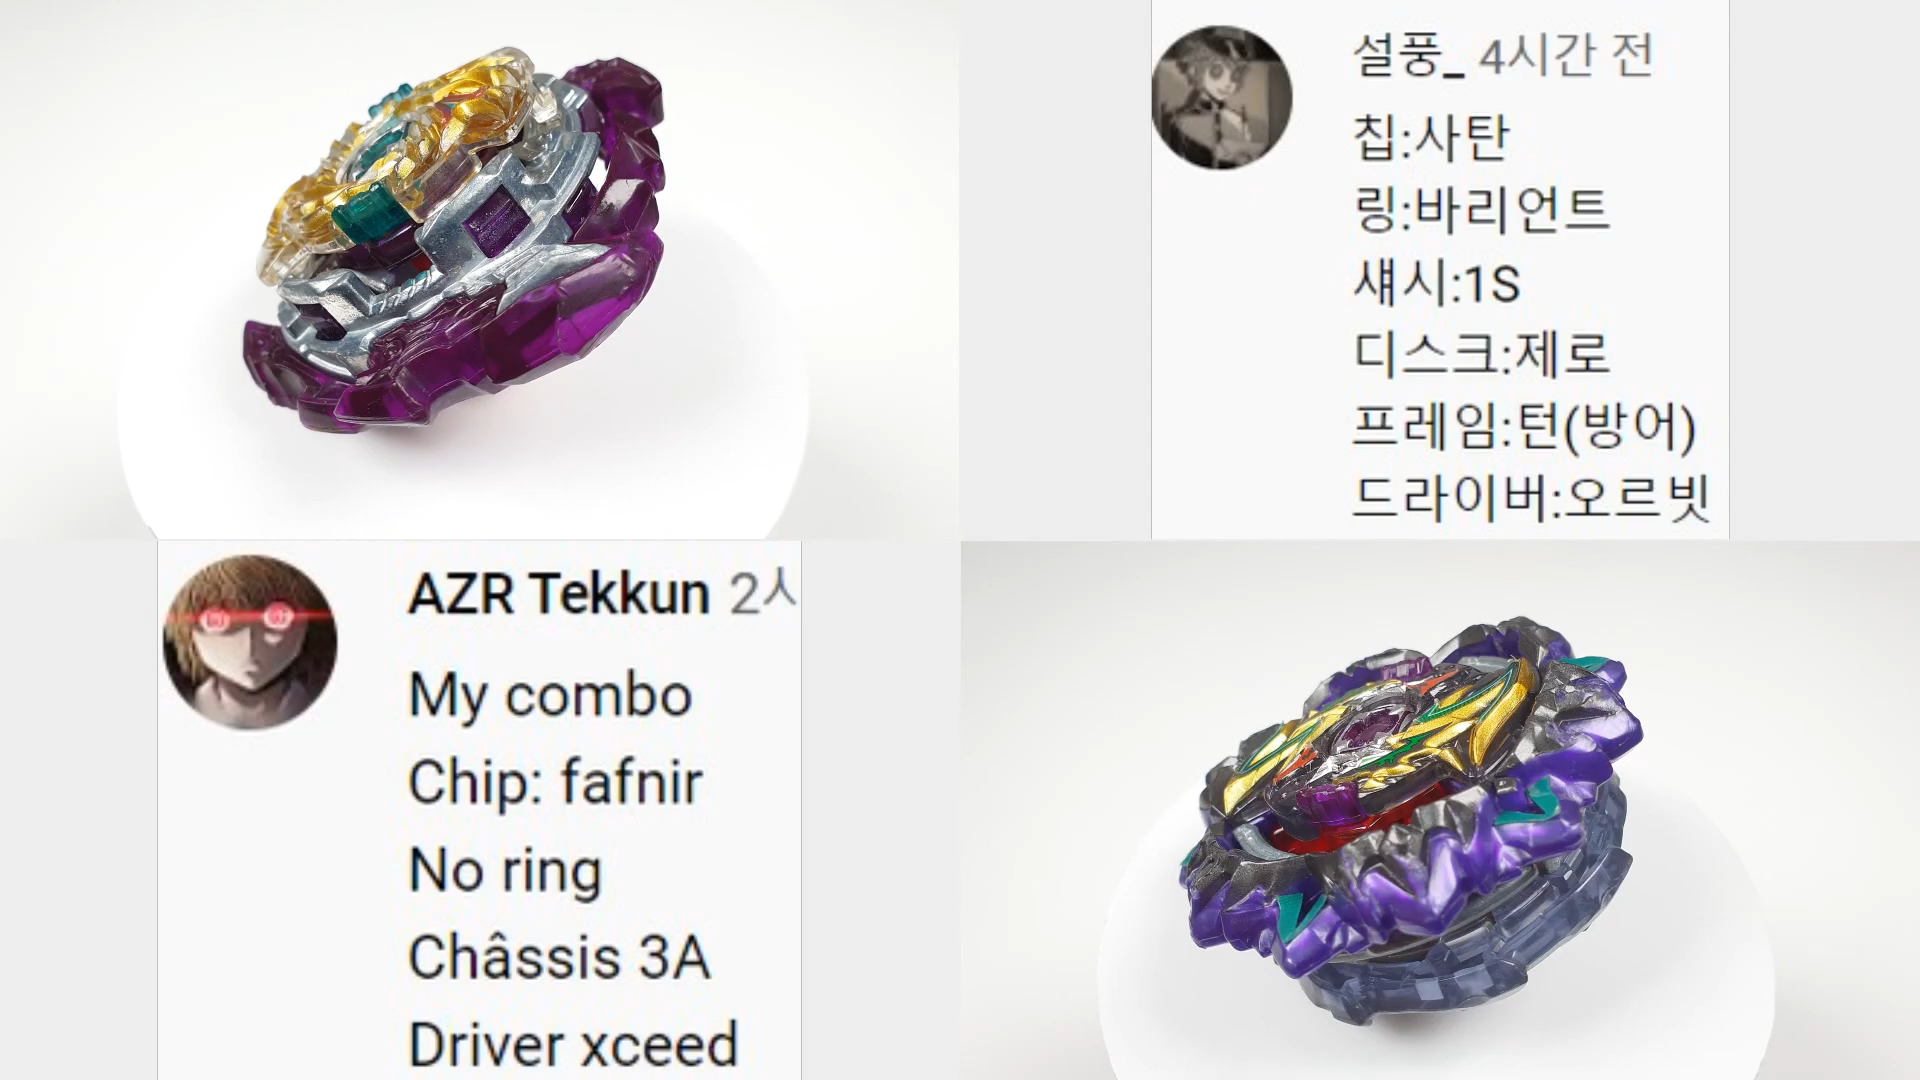 설풍_ 4시간 전
칩:사탄
링:바리언트
섀시:1S
디스크:제로
프레임:턴(방어)
드라이버:오르빗
AZR Tekkun 2시
My combo
Chip: fafnir
No ring
Châssis 3A
Driver xceed